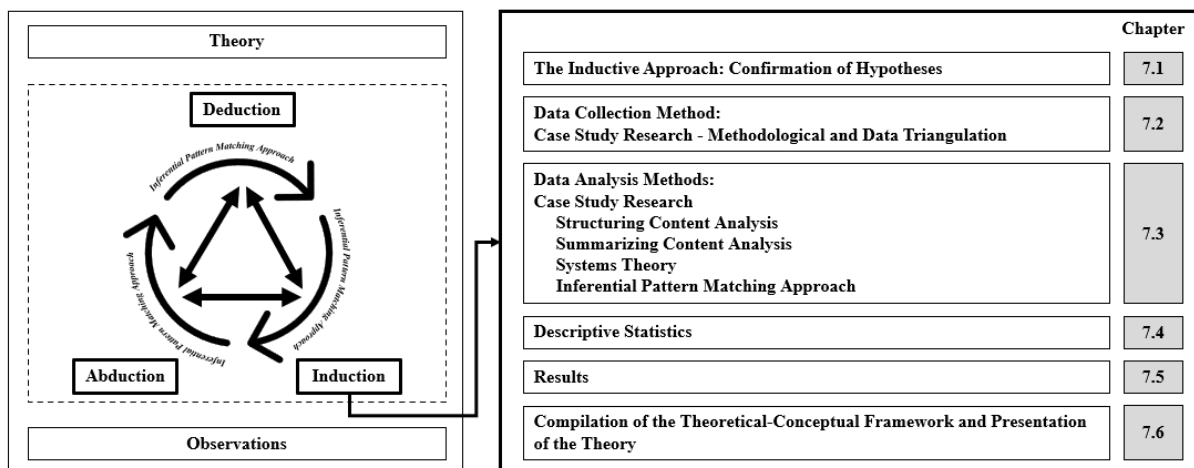 Theory
Deduction
Inferential Pattern Matching Approach
Inferential Pattern Matching Approach
Inferential Pattern Matching Approach
Abduction
Induction
Observations
Chapter
The Inductive Approach: Confirmation of Hypotheses
7.1
Data Collection Method:
Case Study Research - Methodological and Data Triangulation
7.2
Data Analysis Methods:
Case Study Research
Structuring Content Analysis
Summarizing Content Analysis
Systems Theory
Inferential Pattern Matching Approach
7.3
Descriptive Statistics
7.4
Results
7.5
Compilation of the Theoretical-Conceptual Framework and Presentation
of the Theory
7.6